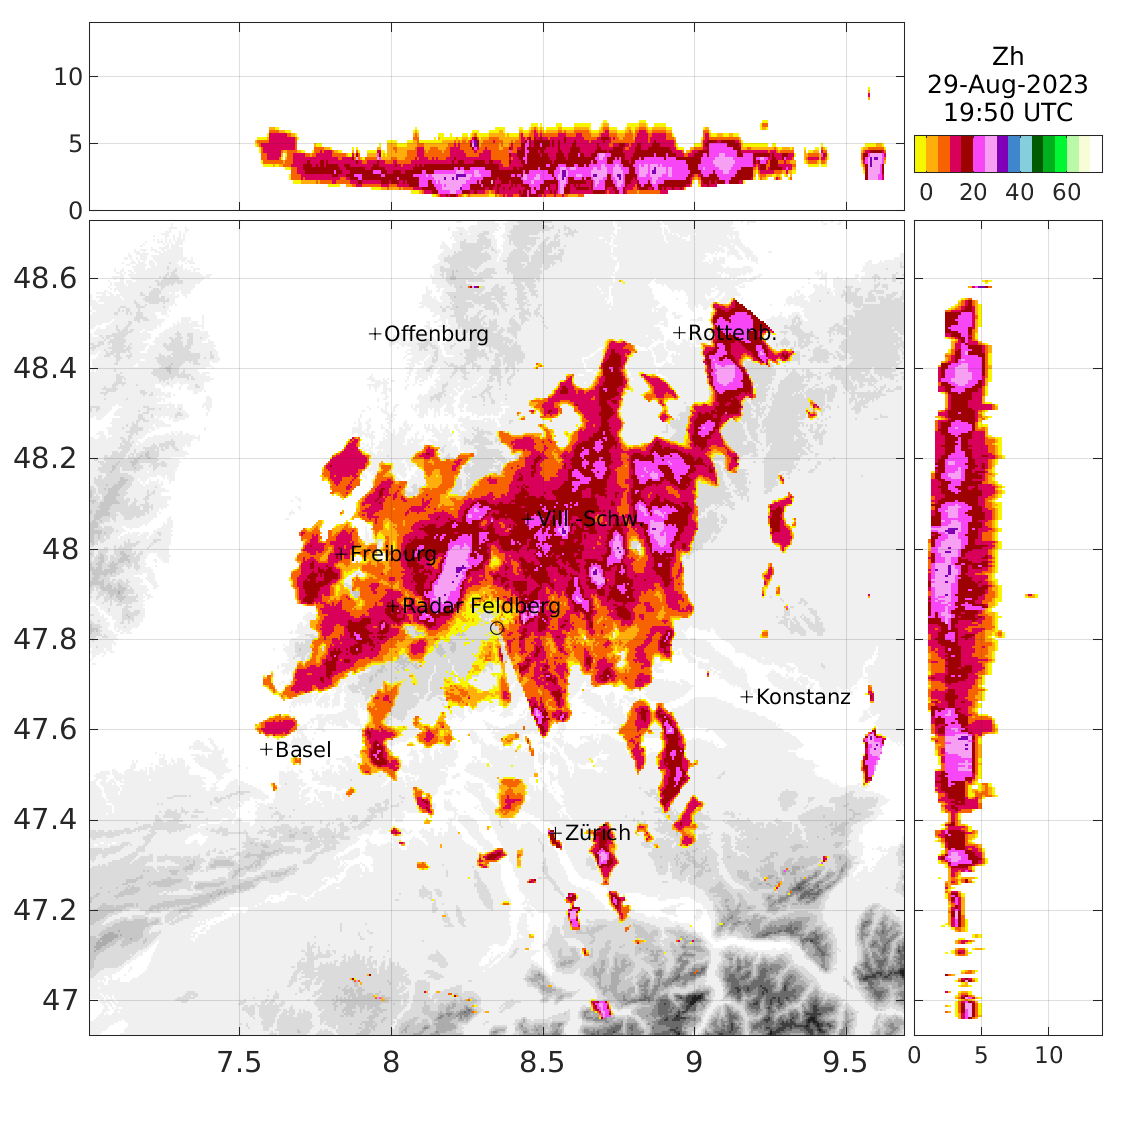 10
5
0
Zh
29-Aug-2023
19:50 UTC
0 20 40 60
48.6
48.4
48.2
48
47.8
47.6
47.4
47.2
47
+Offenburg
+Rottenb.
+Vill.-Schw.
+Freiburg
+Radar Feldberg
+Konstanz
+Basel
+Zürich
7.5 8 8.5 9 9.5
0 5 10